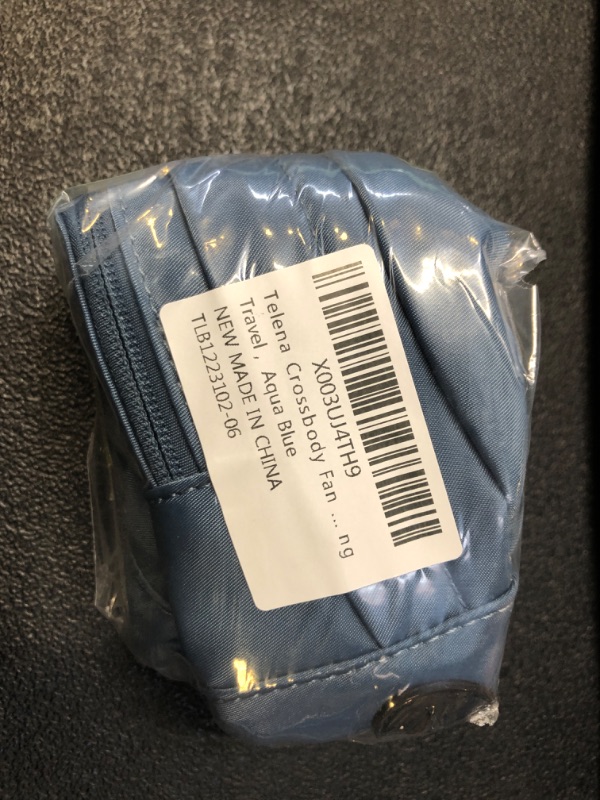 X003UJ4TH9
Telena Crossbody Fan ... ng
Travel, Aqua Blue
NEW MADE IN CHINA
TLB1223102-06